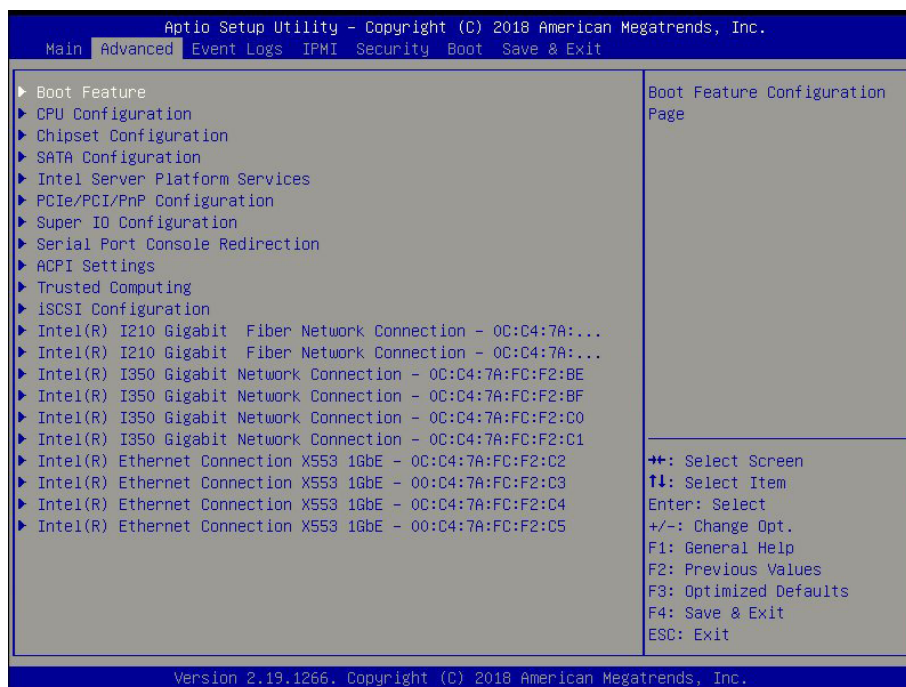 Aptio Setup Utility – Copyright (C) 2018 American Megatrends, Inc.
Main Advanced Event Logs IPMI Security Boot Save & Exit
Boot Feature
CPU Configuration
Chipset Configuration
SATA Configuration
Intel Server Platform Services
PCIe/PCI/PnP Configuration
Super IO Configuration
Serial Port Console Redirection
ACPI Settings
Trusted Computing
iSCSI Configuration
Intel(R) I210 Gigabit  Fiber Network Connection – 0C:C4:7A:...
Intel(R) I210 Gigabit  Fiber Network Connection – 0C:C4:7A:...
Intel(R) I350 Gigabit Network Connection – 0C:C4:7A:FC:F2:BE
Intel(R) I350 Gigabit Network Connection – 0C:C4:7A:FC:F2:BF
Intel(R) I350 Gigabit Network Connection – 0C:C4:7A:FC:F2:C0
Intel(R) I350 Gigabit Network Connection – 0C:C4:7A:FC:F2:C1
Intel(R) Ethernet Connection X553 1GbE – 0C:C4:7A:FC:F2:C2
Intel(R) Ethernet Connection X553 1GbE – 00:C4:7A:FC:F2:C3
Intel(R) Ethernet Connection X553 1GbE – 0C:C4:7A:FC:F2:C4
Intel(R) Ethernet Connection X553 1GbE – 00:C4:7A:FC:F2:C5
Boot Feature Configuration
Page
→←: Select Screen
↑↓: Select Item
Enter: Select
+/-: Change Opt.
F1: General Help
F2: Previous Values
F3: Optimized Defaults
F4: Save & Exit
ESC: Exit
Version 2.19.1266. Copyright (C) 2018 American Megatrends, Inc.